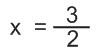 x = 3/2